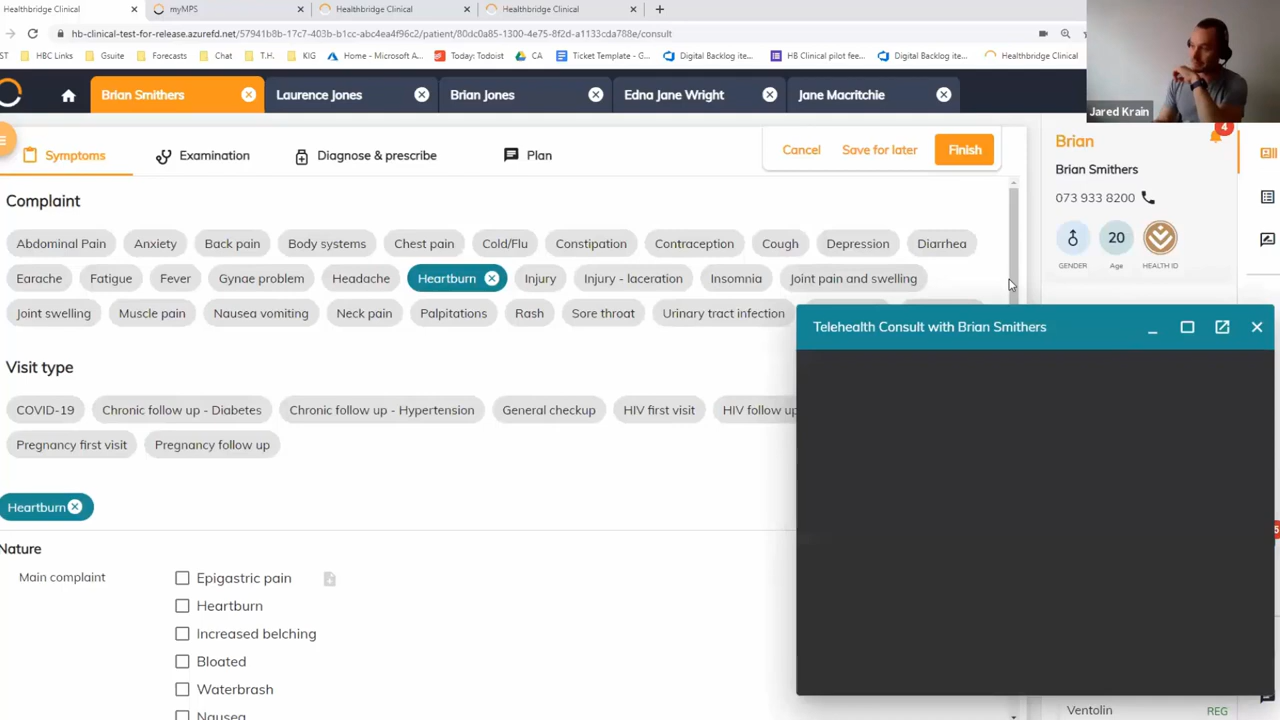 Healthbridge Clinical
myMPS
Healthbridge Clinical - G...
Healthbridge Clinical
hb-clinical-test-for-release.azurefd.net/57941b8b-17c7-403b-b1cc-abc4ea4f96c2/patient/80dc0a85-1300-4e75-8f2d-a1133cda788e/consult
ST HBC Links Gsuite Forecasts Chat T.H. KIG Home - Microsoft A... Today: Todoist CA Ticket Template - G... Digital Backlog ite... HB Clinical pilot fee... Digital Backlog ite... Healthbridge Clinical
Jared Krain
Brian Smithers Laurence Jones Brian Jones Edna Jane Wright Jane Macritchie
Symptoms Examination Diagnose & prescribe Plan
Cancel Save for later Finish
4
Brian
Brian Smithers
073 933 8200
20
GENDER Age HEALTH ID
Complaint
Abdominal Pain Anxiety Back pain Body systems Chest pain Cold/Flu Constipation Contraception Cough Depression Diarrhea
Earache Fatigue Fever Gynae problem Headache Heartburn Injury Injury - laceration Insomnia Joint pain and swelling
Joint swelling Muscle pain Nausea vomiting Neck pain Palpitations Rash Sore throat Urinary tract infection
Telehealth Consult with Brian Smithers
Visit type
COVID-19 Chronic follow up - Diabetes Chronic follow up - Hypertension General checkup HIV first visit HIV follow up
Pregnancy first visit Pregnancy follow up
Heartburn
5
Nature
Main complaint
Epigastric pain
Heartburn
Increased belching
Bloated
Waterbrash
Nausea
Ventolin REG